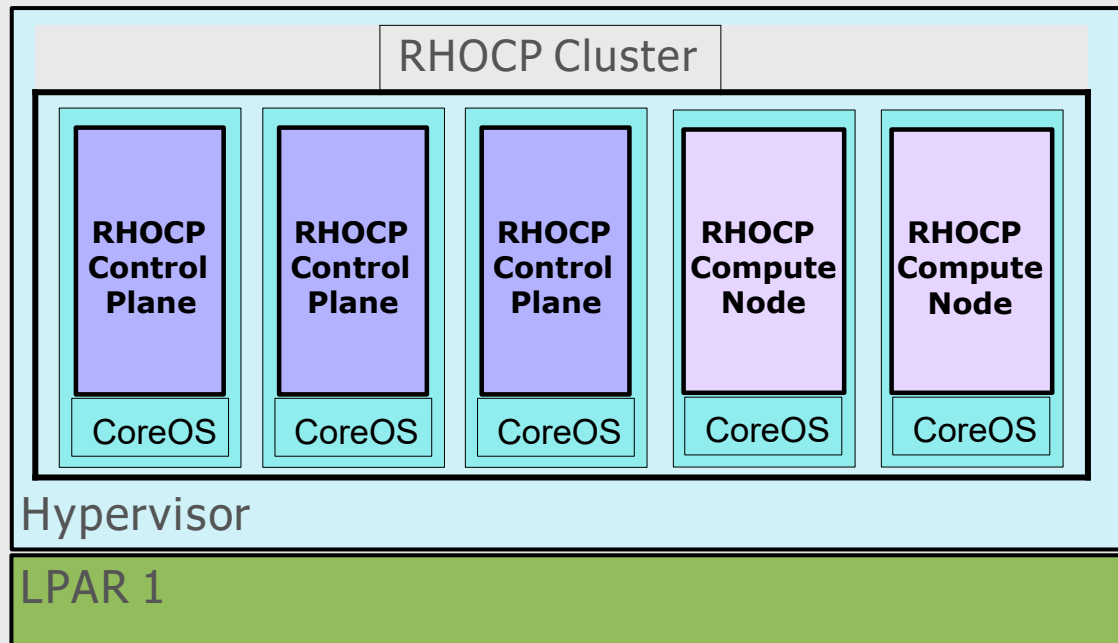 RHOCP Cluster
RHOCP
Control
Plane
RHOCP
Control
Plane
RHOCP
Control
Plane
RHOCP
Compute
Node
RHOCP
Compute
Node
CoreOS
CoreOS
CoreOS
CoreOS
CoreOS
Hypervisor
LPAR 1